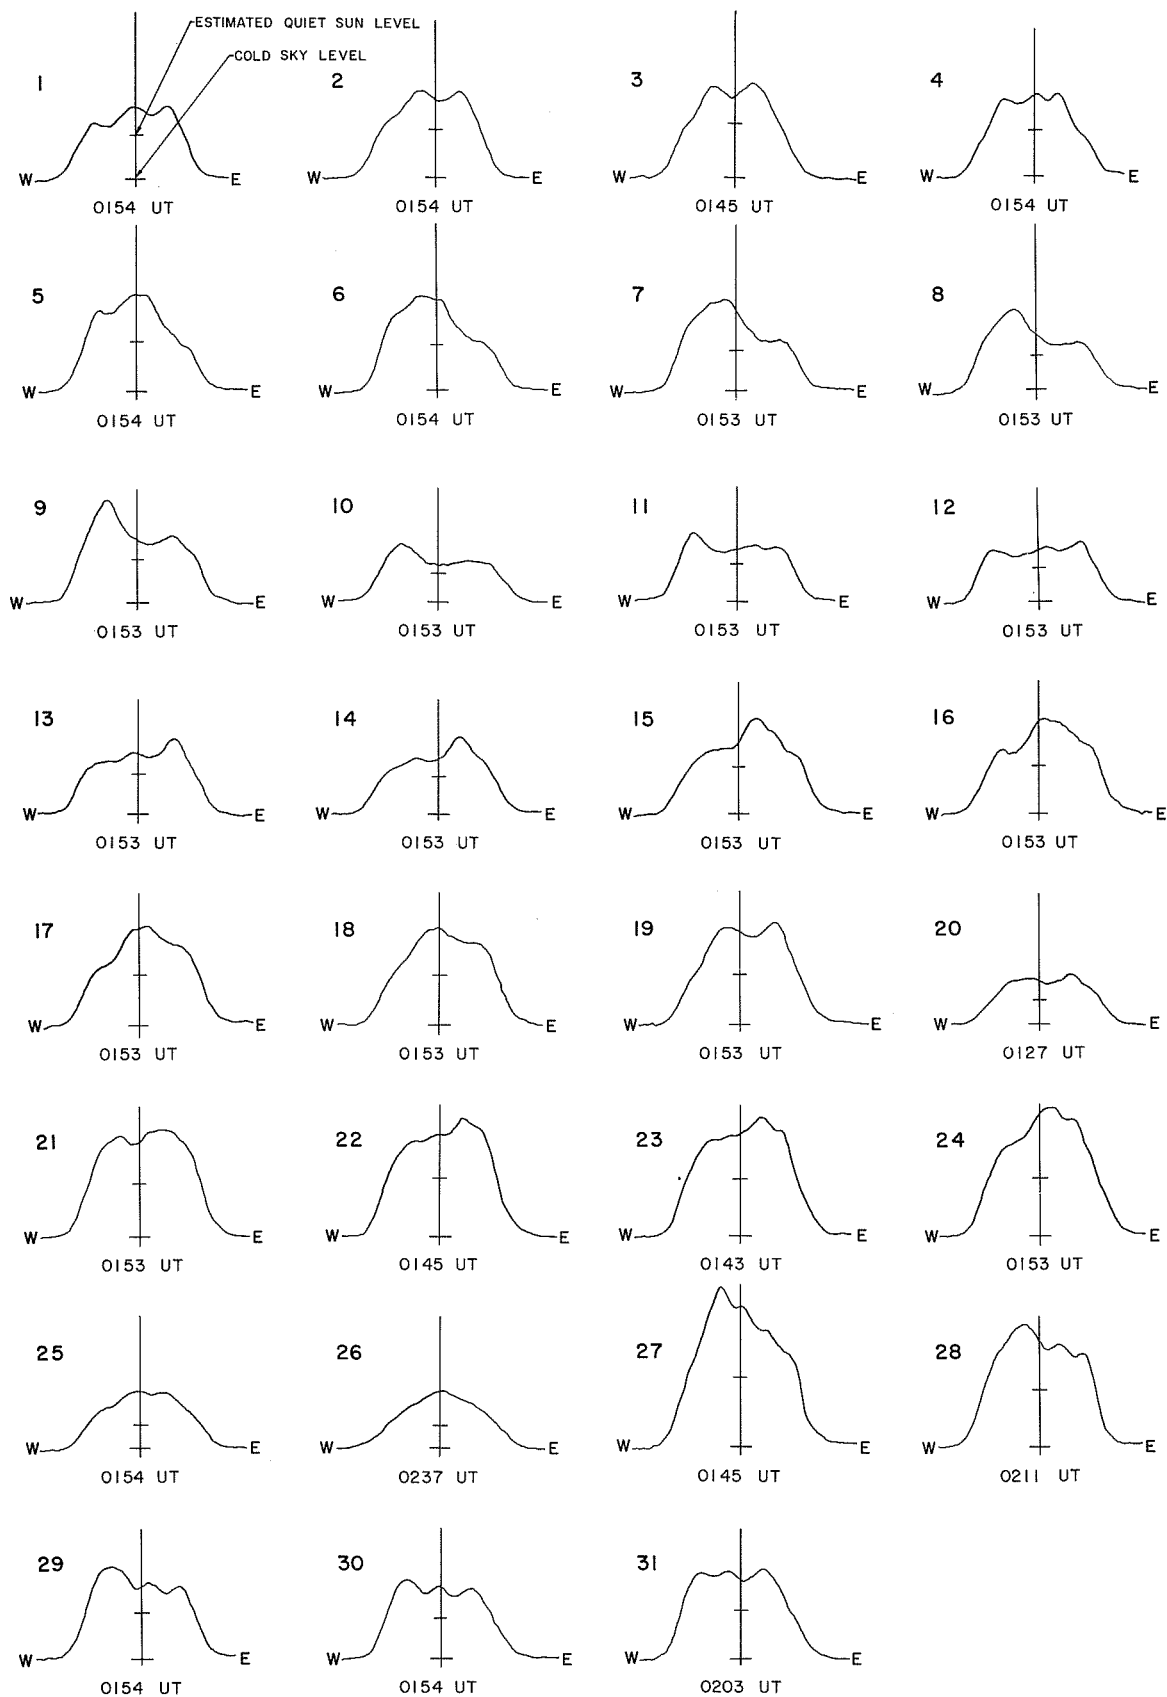 ESTIMATED QUIET SUN LEVEL
COLD SKY LEVEL
1 2 3 4
W E W E W E W E
0154 UT 0154 UT 0145 UT 0154 UT
5 6 7 8
W E W E W E W E
0154 UT 0154 UT 0153 UT 0153 UT
9 10 11 12
W E W E W E W E
0153 UT 0153 UT 0153 UT 0153 UT
13 14 15 16
W E W E W E W E
0153 UT 0153 UT 0153 UT 0153 UT
17 18 19 20
W E W E W E W E
0153 UT 0153 UT 0153 UT 0127 UT
21 22 23 24
W E W E W E W E
0153 UT 0145 UT 0143 UT 0153 UT
25 26 27 28
W E W E W E W E
0154 UT 0237 UT 0145 UT 0211 UT
29 30 31
W E W E W E
0154 UT 0154 UT 0203 UT